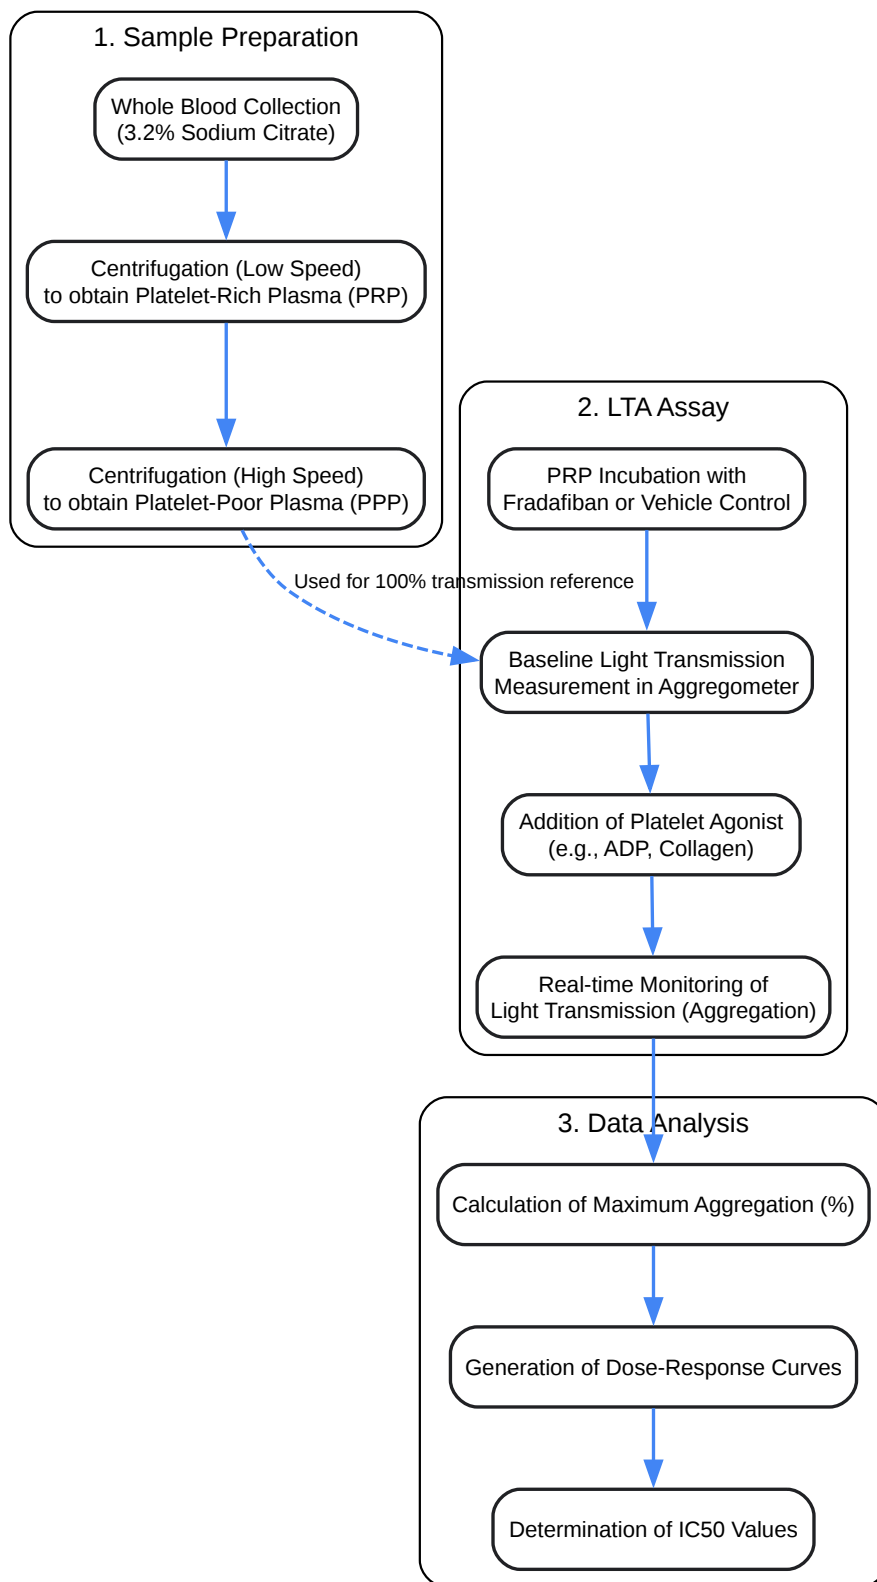 1. Sample Preparation
Whole Blood Collection
(3.2% Sodium Citrate)
Centrifugation (Low Speed)
to obtain Platelet-Rich Plasma (PRP)
Centrifugation (High Speed)
to obtain Platelet-Poor Plasma (PPP)
Used for 100% transmission reference
2. LTA Assay
PRP Incubation with
Fradafiban or Vehicle Control
Baseline Light Transmission
Measurement in Aggregometer
Addition of Platelet Agonist
(e.g., ADP, Collagen)
Real-time Monitoring of
Light Transmission (Aggregation)
3. Data Analysis
Calculation of Maximum Aggregation (%)
Generation of Dose-Response Curves
Determination of IC50 Values